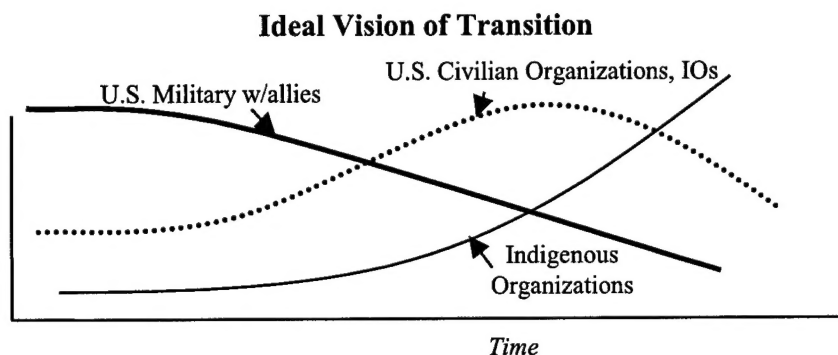 Ideal Vision of Transition
U.S. Civilian Organizations, IOs
U.S. Military w/allies
Indigenous
Organizations
Time